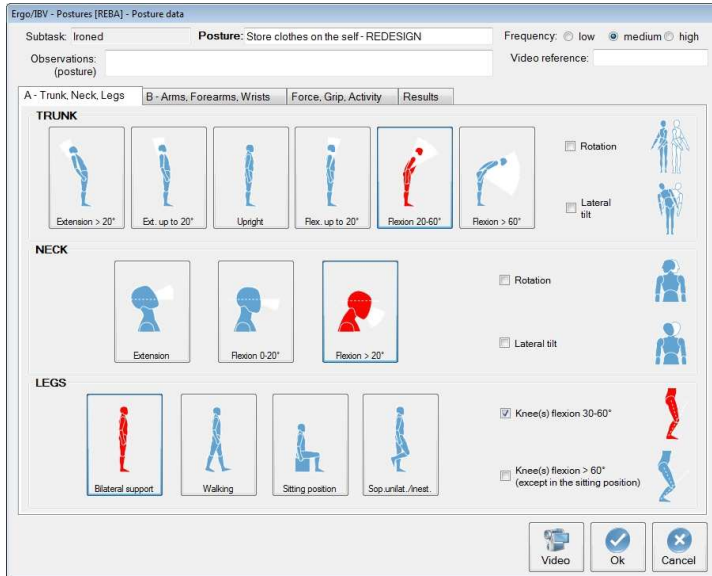 Ergo/IBV - Postures [REBA] - Posture data
Subtask: Ironed Posture: Store clothes on the self - REDESIGN Frequency: low medium high
Observations: (posture) Video reference:
A - Trunk, Neck, Legs B - Arms, Forearms, Wrists Force, Grip, Activity Results
TRUNK
Extension > 20° Ext. up to 20° Upright Flex. up to 20° Flexion 20-60° Flexion > 60°
Rotation
Lateral
tilt
NECK
Extension Flexion 0-20° Flexion > 20°
Rotation
Lateral tilt
LEGS
Bilateral support Walking Sitting position Sop.unilat./inest.
Knee(s) flexion 30-60°
Knee(s) flexion > 60°
(except in the sitting position)
Video Ok Cancel